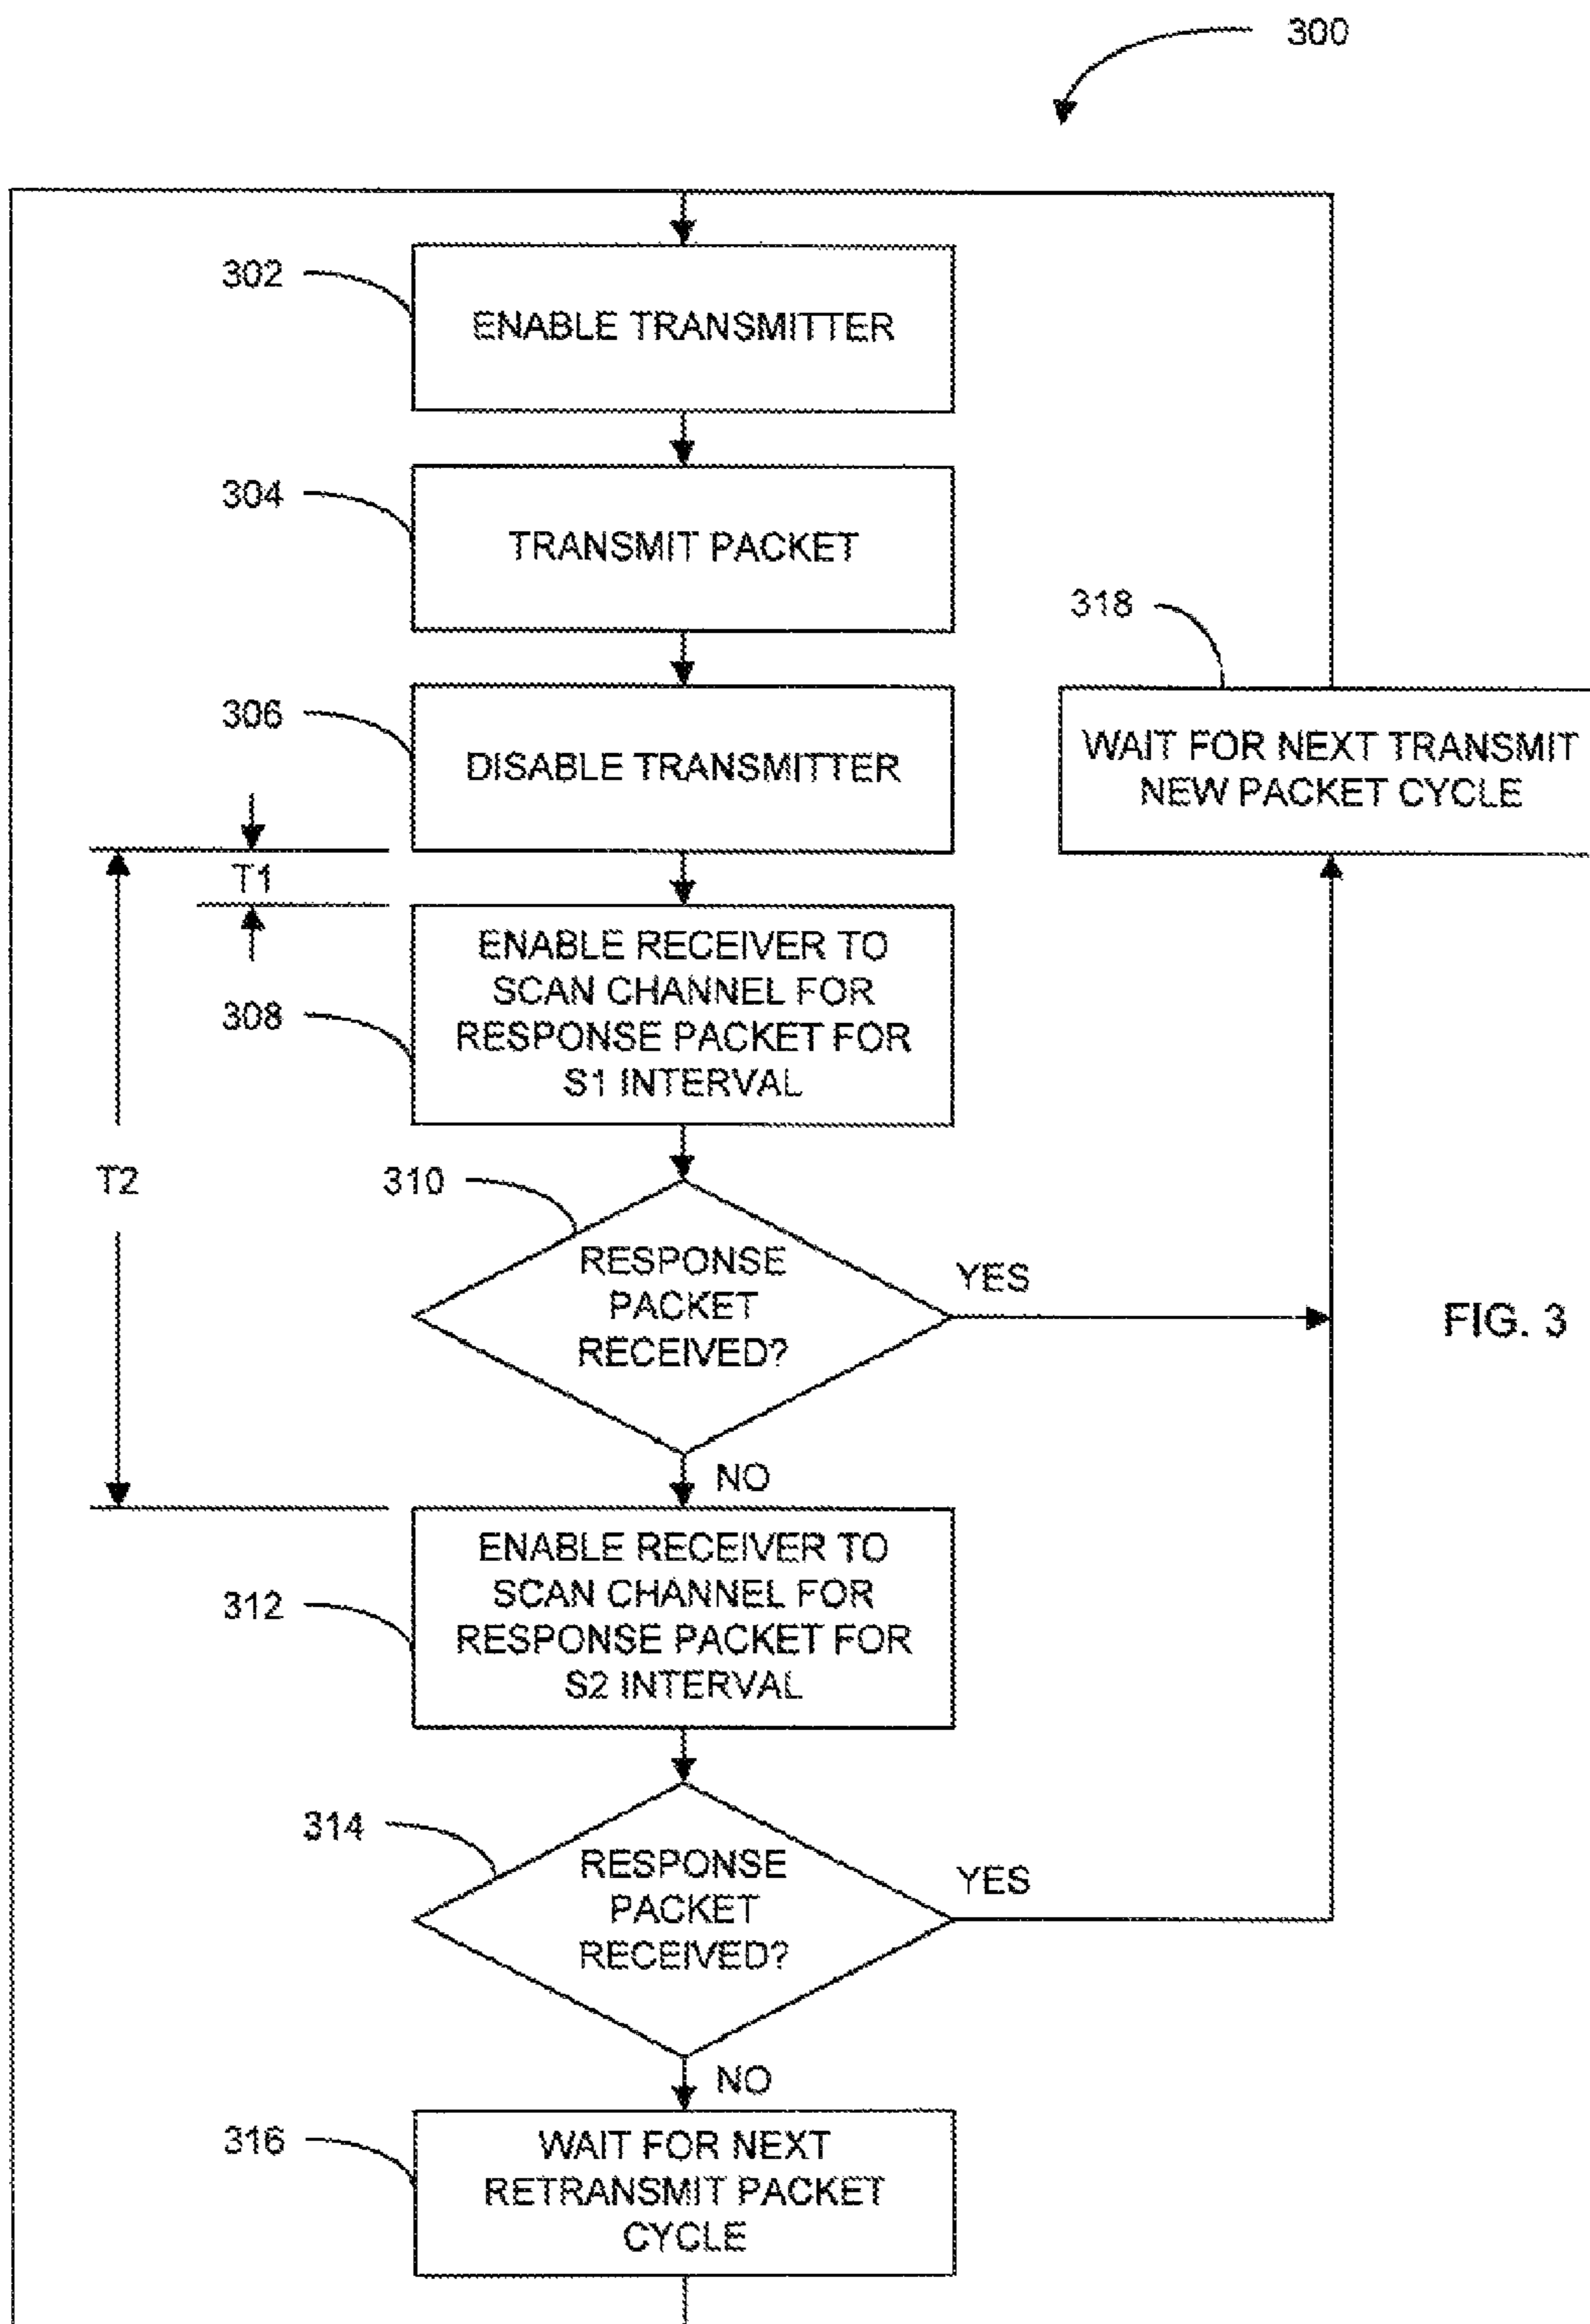 300
302
ENABLE TRANSMITTER
304
TRANSMIT PACKET
318
306
DISABLE TRANSMITTER
WAIT FOR NEXT TRANSMIT
NEW PACKET CYCLE
T1
308
ENABLE RECEIVER TO
SCAN CHANNEL FOR
RESPONSE PACKET FOR
S1 INTERVAL
T2
310
RESPONSE
PACKET
RECEIVED?
YES
FIG. 3
NO
312
ENABLE RECEIVER TO
SCAN CHANNEL FOR
RESPONSE PACKET FOR
S2 INTERVAL
314
RESPONSE
PACKET
RECEIVED?
YES
NO
316
WAIT FOR NEXT
RETRANSMIT PACKET
CYCLE